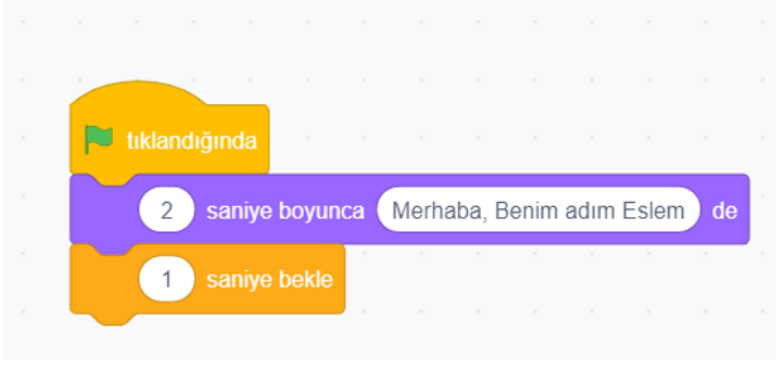 tıklandığında
2 saniye boyunca Merhaba, Benim adım Eslem de
1 saniye bekle